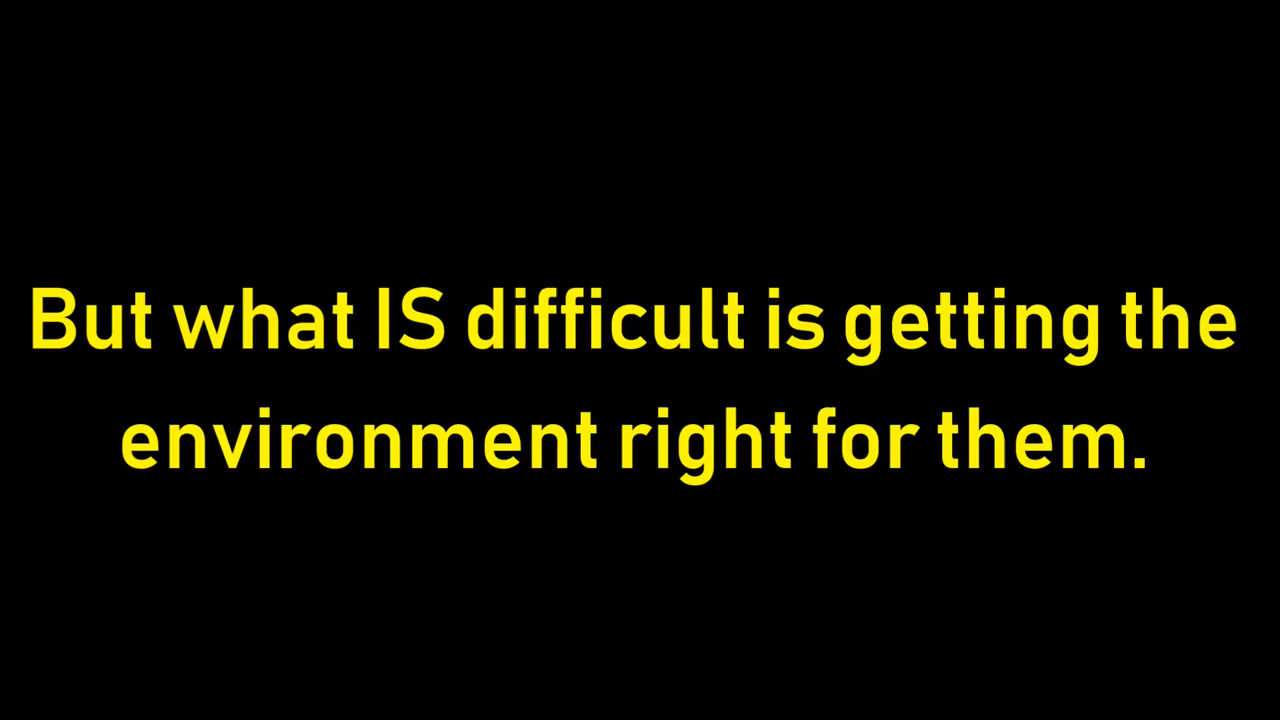 But what IS difficult is getting the
environment right for them.